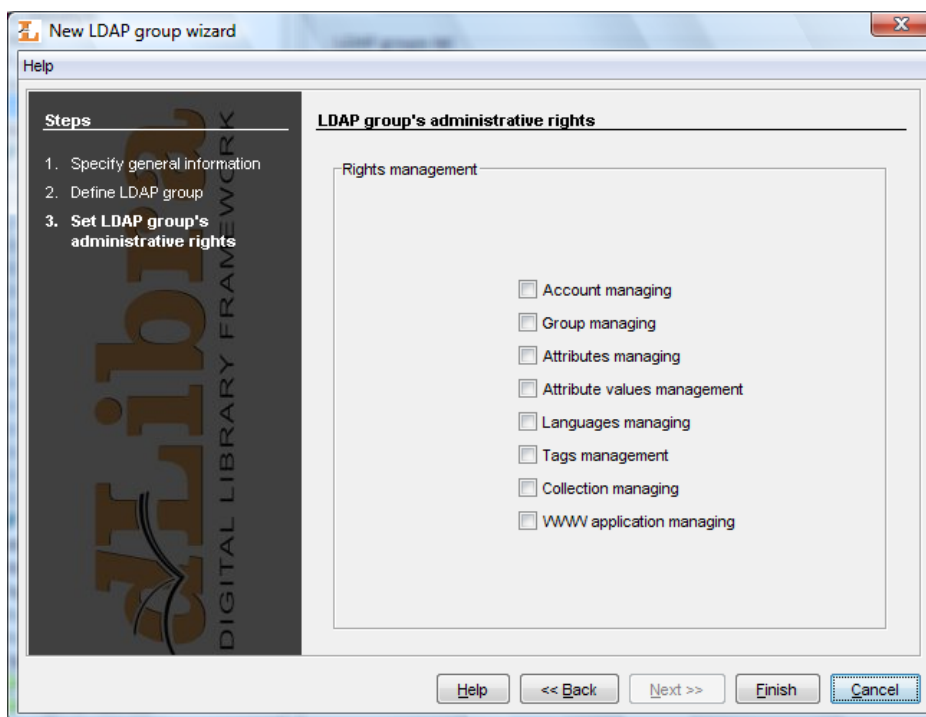 New LDAP group wizard
Help
Steps
1. Specify general information
2. Define LDAP group
3. Set LDAP group's
administrative rights
dLibra
DIGITAL LIBRARY FRAMEWORK
LDAP group's administrative rights
Rights management
Account managing
Group managing
Attributes managing
Attribute values management
Languages managing
Tags management
Collection managing
WWW application managing
Help
<< Back
Next >>
Finish
Cancel